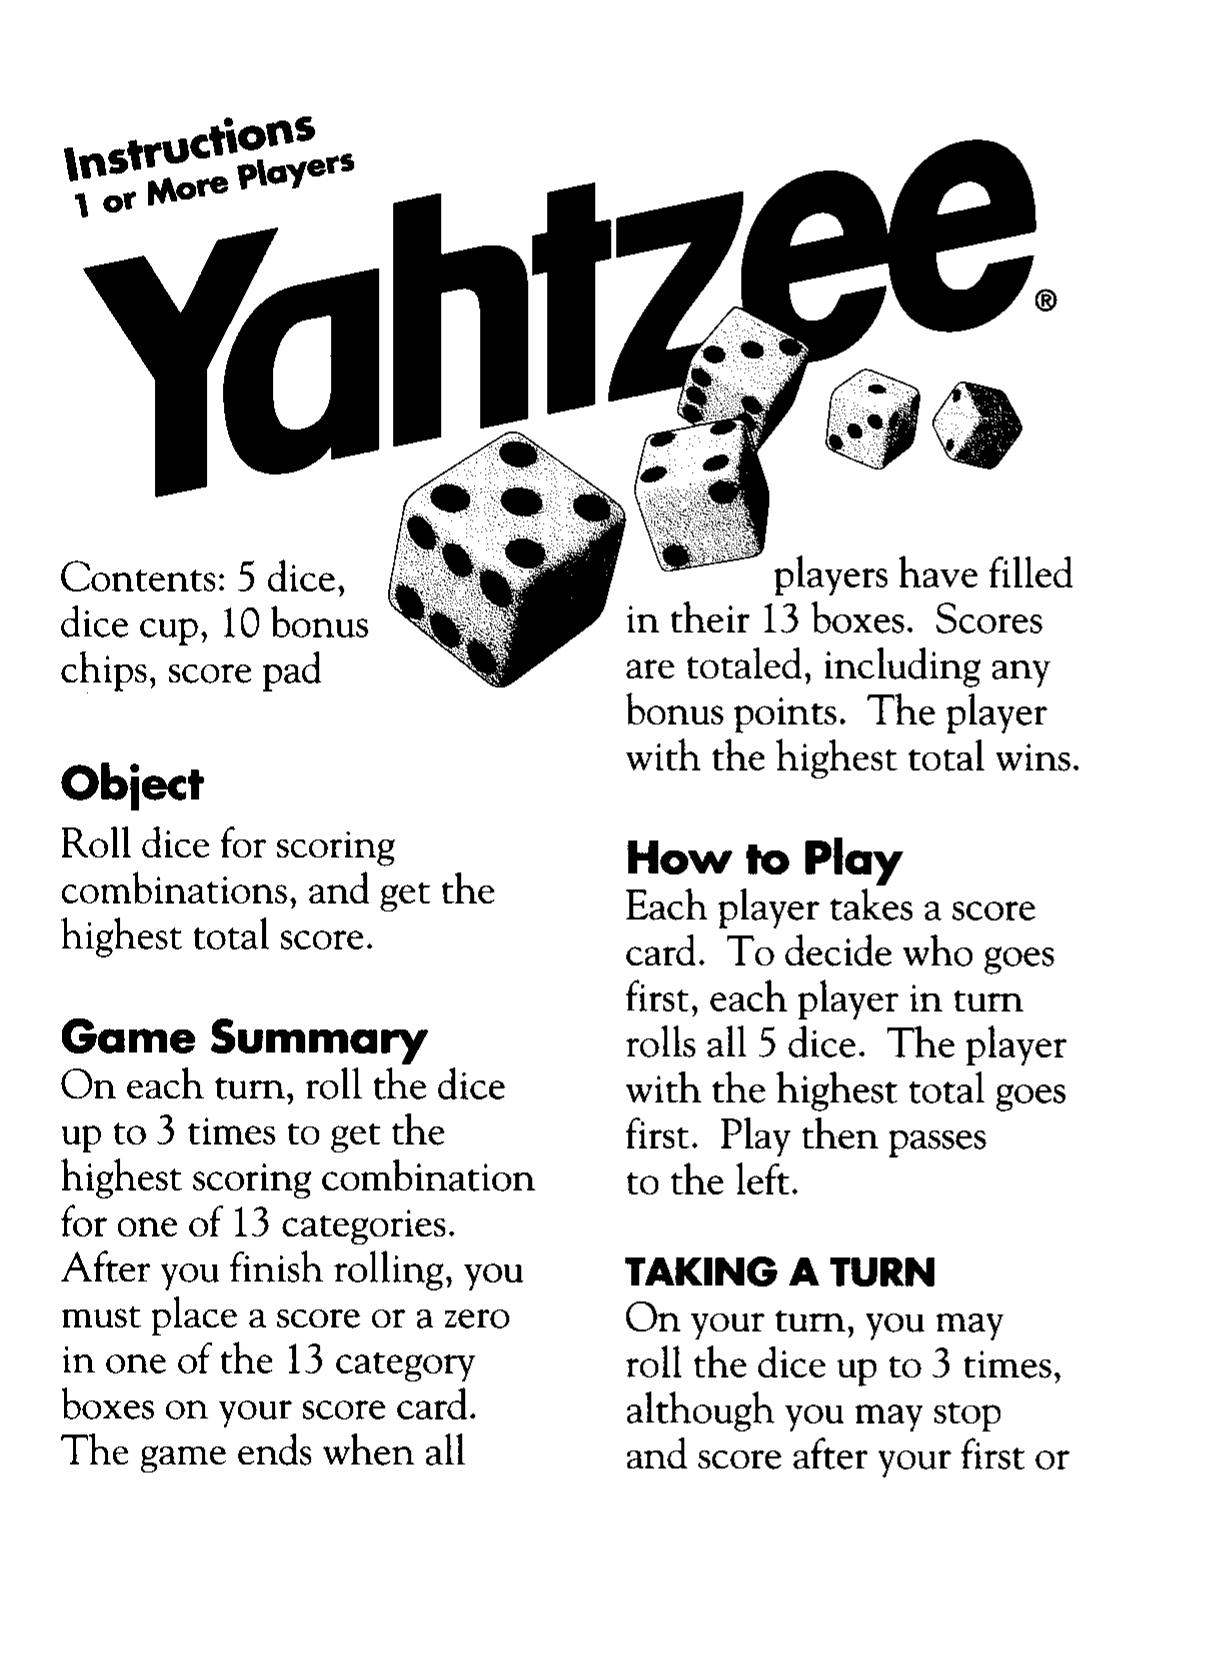 Instructions
1 or More Players
Yahtzee®
Contents: 5 dice,
dice cup, 10 bonus
chips, score pad
Object
Roll dice for scoring
combinations, and get the
highest total score.
Game Summary
On each turn, roll the dice
up to 3 times to get the
highest scoring combination
for one of 13 categories.
After you finish rolling, you
must place a score or a zero
in one of the 13 category
boxes on your score card.
The game ends when all
players have filled
in their 13 boxes. Scores
are totaled, including any
bonus points. The player
with the highest total wins.
How to Play
Each player takes a score
card. To decide who goes
first, each player in turn
rolls all 5 dice. The player
with the highest total goes
first. Play then passes
to the left.
TAKING A TURN
On your turn, you may
roll the dice up to 3 times,
although you may stop
and score after your first or